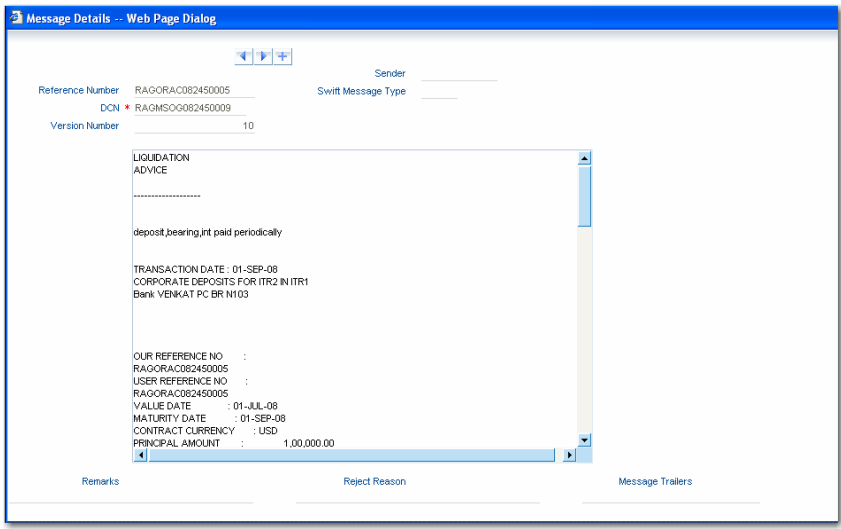 Message Details -- Web Page Dialog
Sender
Reference Number RAGORAC082450005 Swift Message Type
DCN * RAGMSOG082450009
Version Number 10
LIQUIDATION
ADVICE
-------------------
deposit,bearing,int paid periodically
TRANSACTION DATE : 01-SEP-08
CORPORATE DEPOSITS FOR ITR2 IN ITR1
Bank VENKAT PC BR N103
OUR REFERENCE NO :
RAGORAC082450005
USER REFERENCE NO :
RAGORAC082450005
VALUE DATE : 01-JUL-08
MATURITY DATE : 01-SEP-08
CONTRACT CURRENCY : USD
PRINCIPAL AMOUNT : 1,00,000.00
Remarks Reject Reason Message Trailers